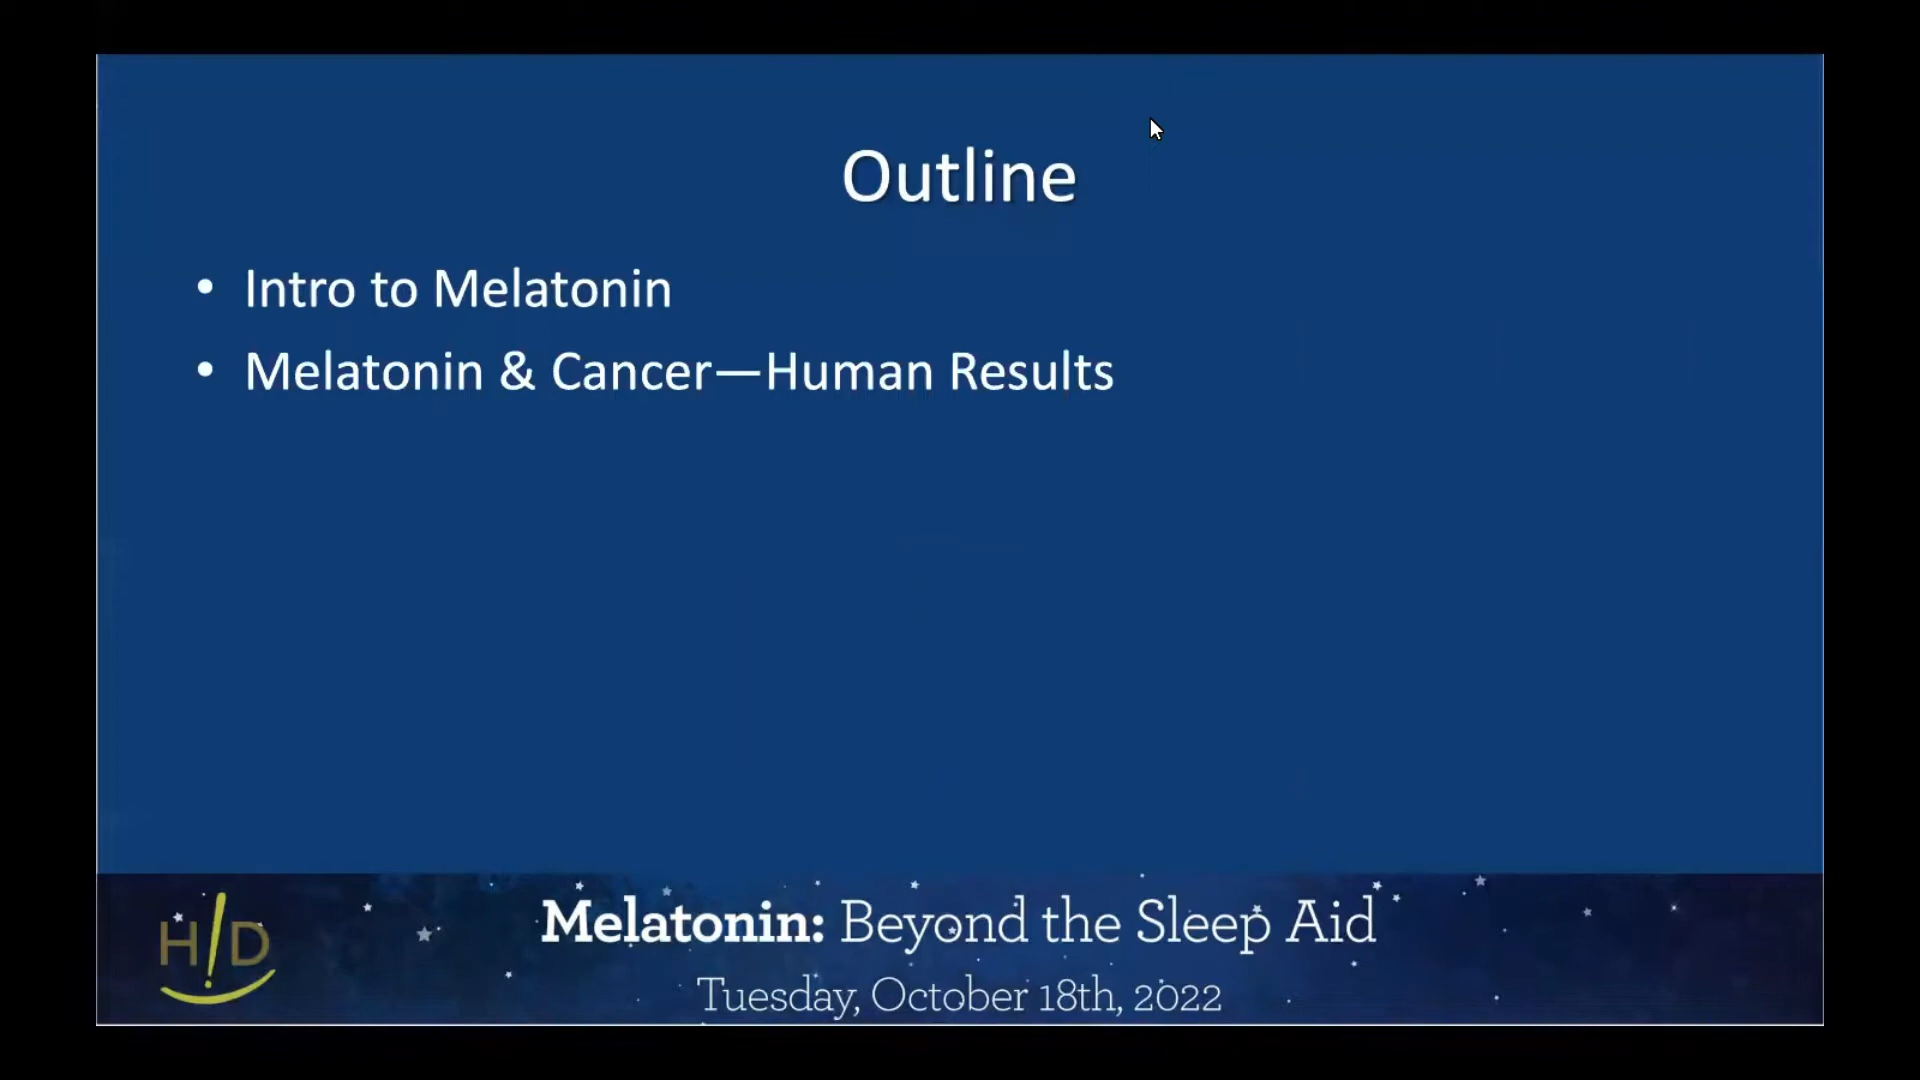 Outline
• Intro to Melatonin
• Melatonin & Cancer—Human Results
H!D
Melatonin: Beyond the Sleep Aid
Tuesday, October 18th, 2022